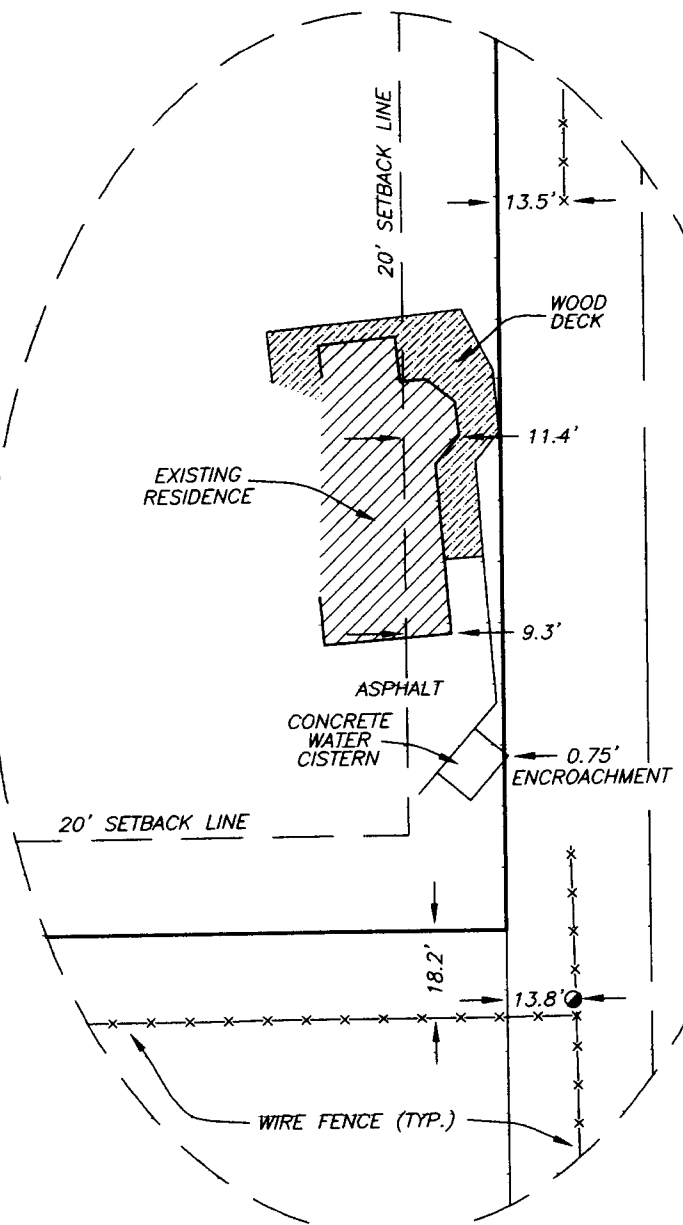 20' SETBACK LINE
13.5'
WOOD
DECK
11.4'
EXISTING
RESIDENCE
9.3'
ASPHALT
CONCRETE
WATER
CISTERN
0.75'
ENCROACHMENT
20' SETBACK LINE
18.2'
13.8'
WIRE FENCE (TYP.)